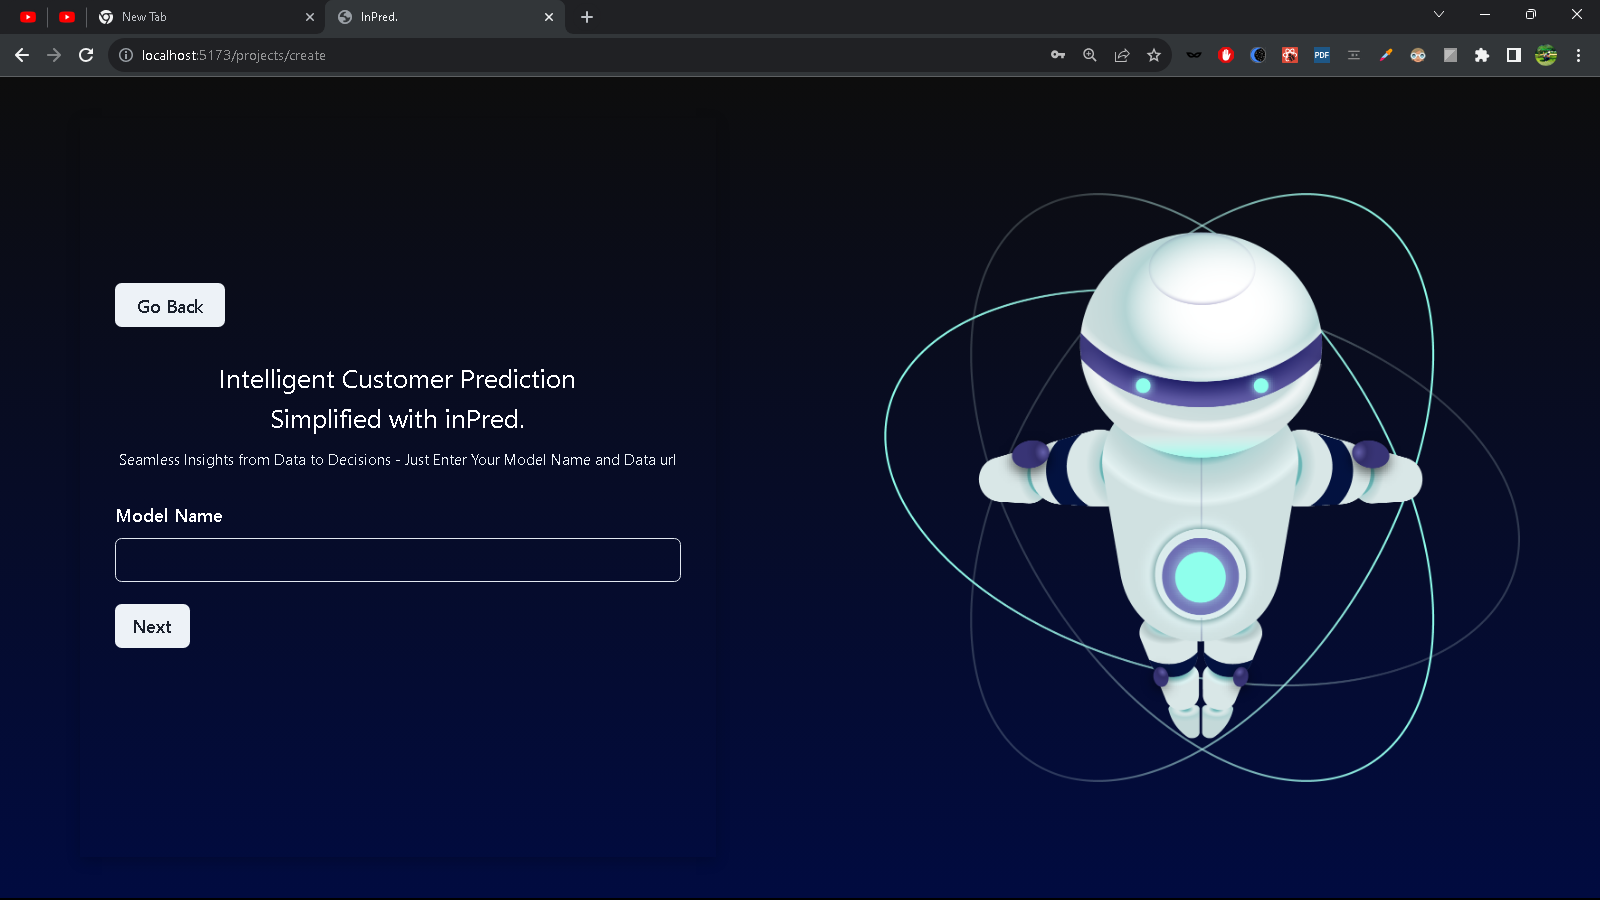 New Tab
InPred.
localhost:5173/projects/create
PDF
Go Back
Intelligent Customer Prediction
Simplified with inPred.
Seamless Insights from Data to Decisions - Just Enter Your Model Name and Data url
Model Name
Next